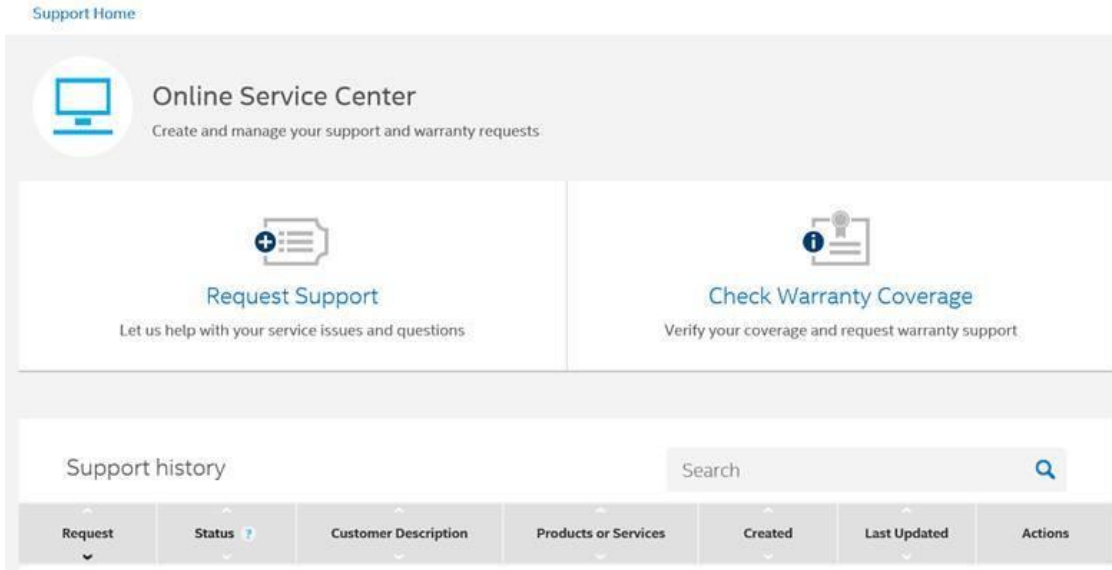 Support Home
Online Service Center
Create and manage your support and warranty requests
Request Support
Let us help with your service issues and questions
Check Warranty Coverage
Verify your coverage and request warranty support
Support history
Search
Request Status ? Customer Description Products or Services Created Last Updated Actions